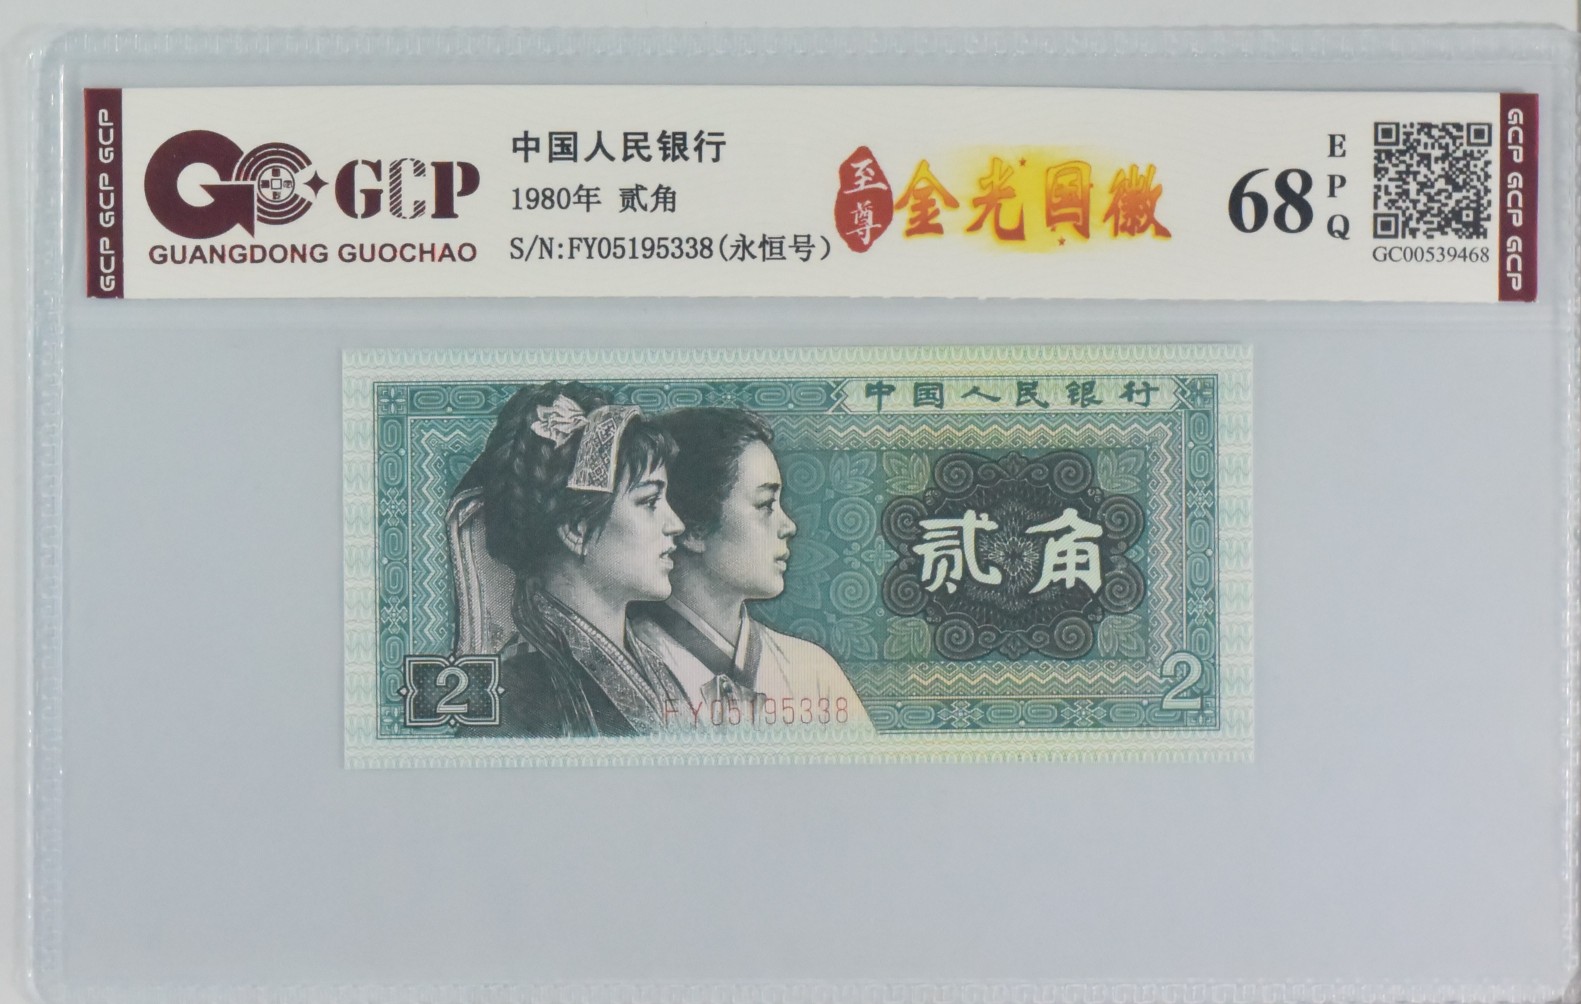 GCP GCP GCP
GCP
GUANGDONG GUOCHAO
中国人民银行
1980年 贰角
S/N:FY05195338(永恒号)
至尊
金光国徽
68
EPQ
GC00539468
GCP GCP GCP
中国人民银行
贰角
2
2
FY05195338